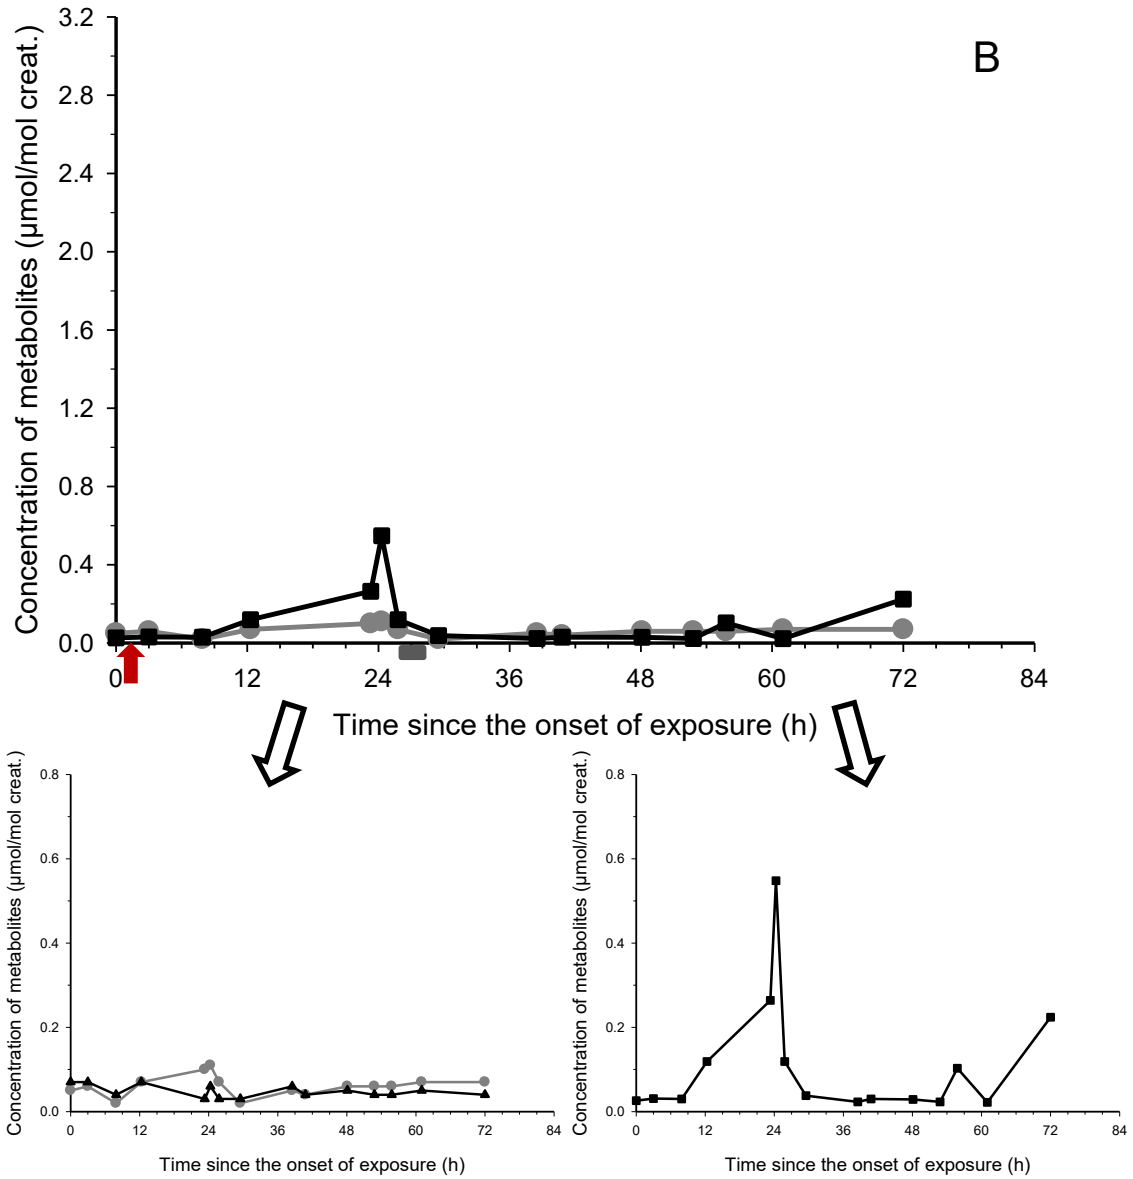 B
Concentration of metabolites (µmol/mol creat.)
3.2
2.8
2.4
2.0
1.6
1.2
0.8
0.4
0.0
0 12 24 36 48 60 72 84
Time since the onset of exposure (h)
Concentration of metabolites (µmol/mol creat.)
0.8
0.6
0.4
0.2
0.0
0 12 24 36 48 60 72 84
Time since the onset of exposure (h)
Concentration of metabolites (µmol/mol creat.)
0.8
0.6
0.4
0.2
0.0
0 12 24 36 48 60 72 84
Time since the onset of exposure (h)